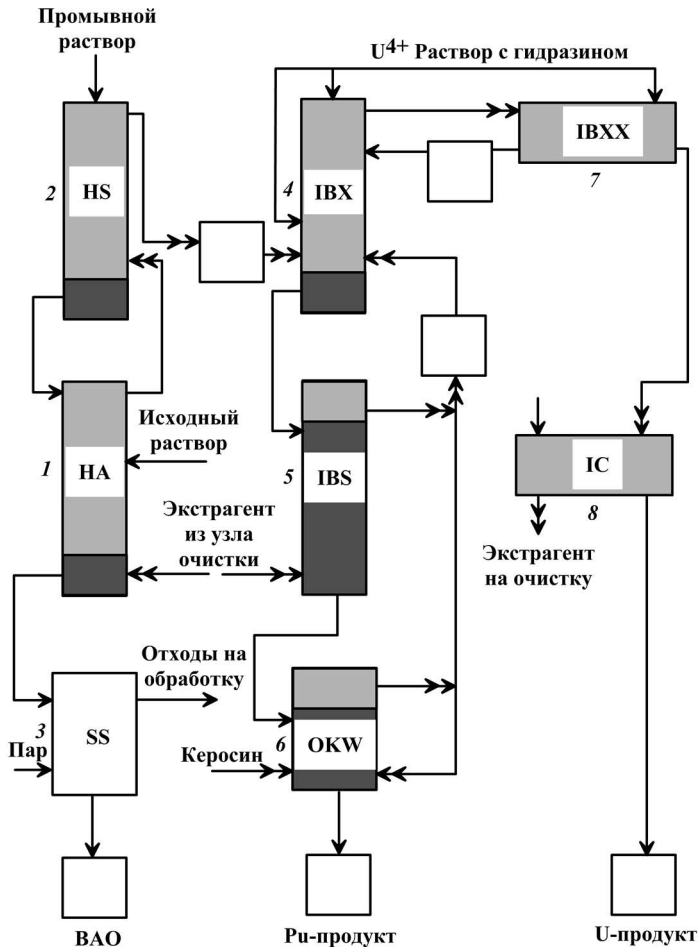 Промывной
раствор
U4+ Раствор с гидразином
IBXX
7
2
HS
4
IBX
Исходный
раствор
1
HA
5
IBS
IC
8
Экстрагент
из узла
очистки
Экстрагент
на очистку
Отходы на
обработку
3
SS
Пар
Керосин
6
OKW
ВАО
Pu-продукт
U-продукт